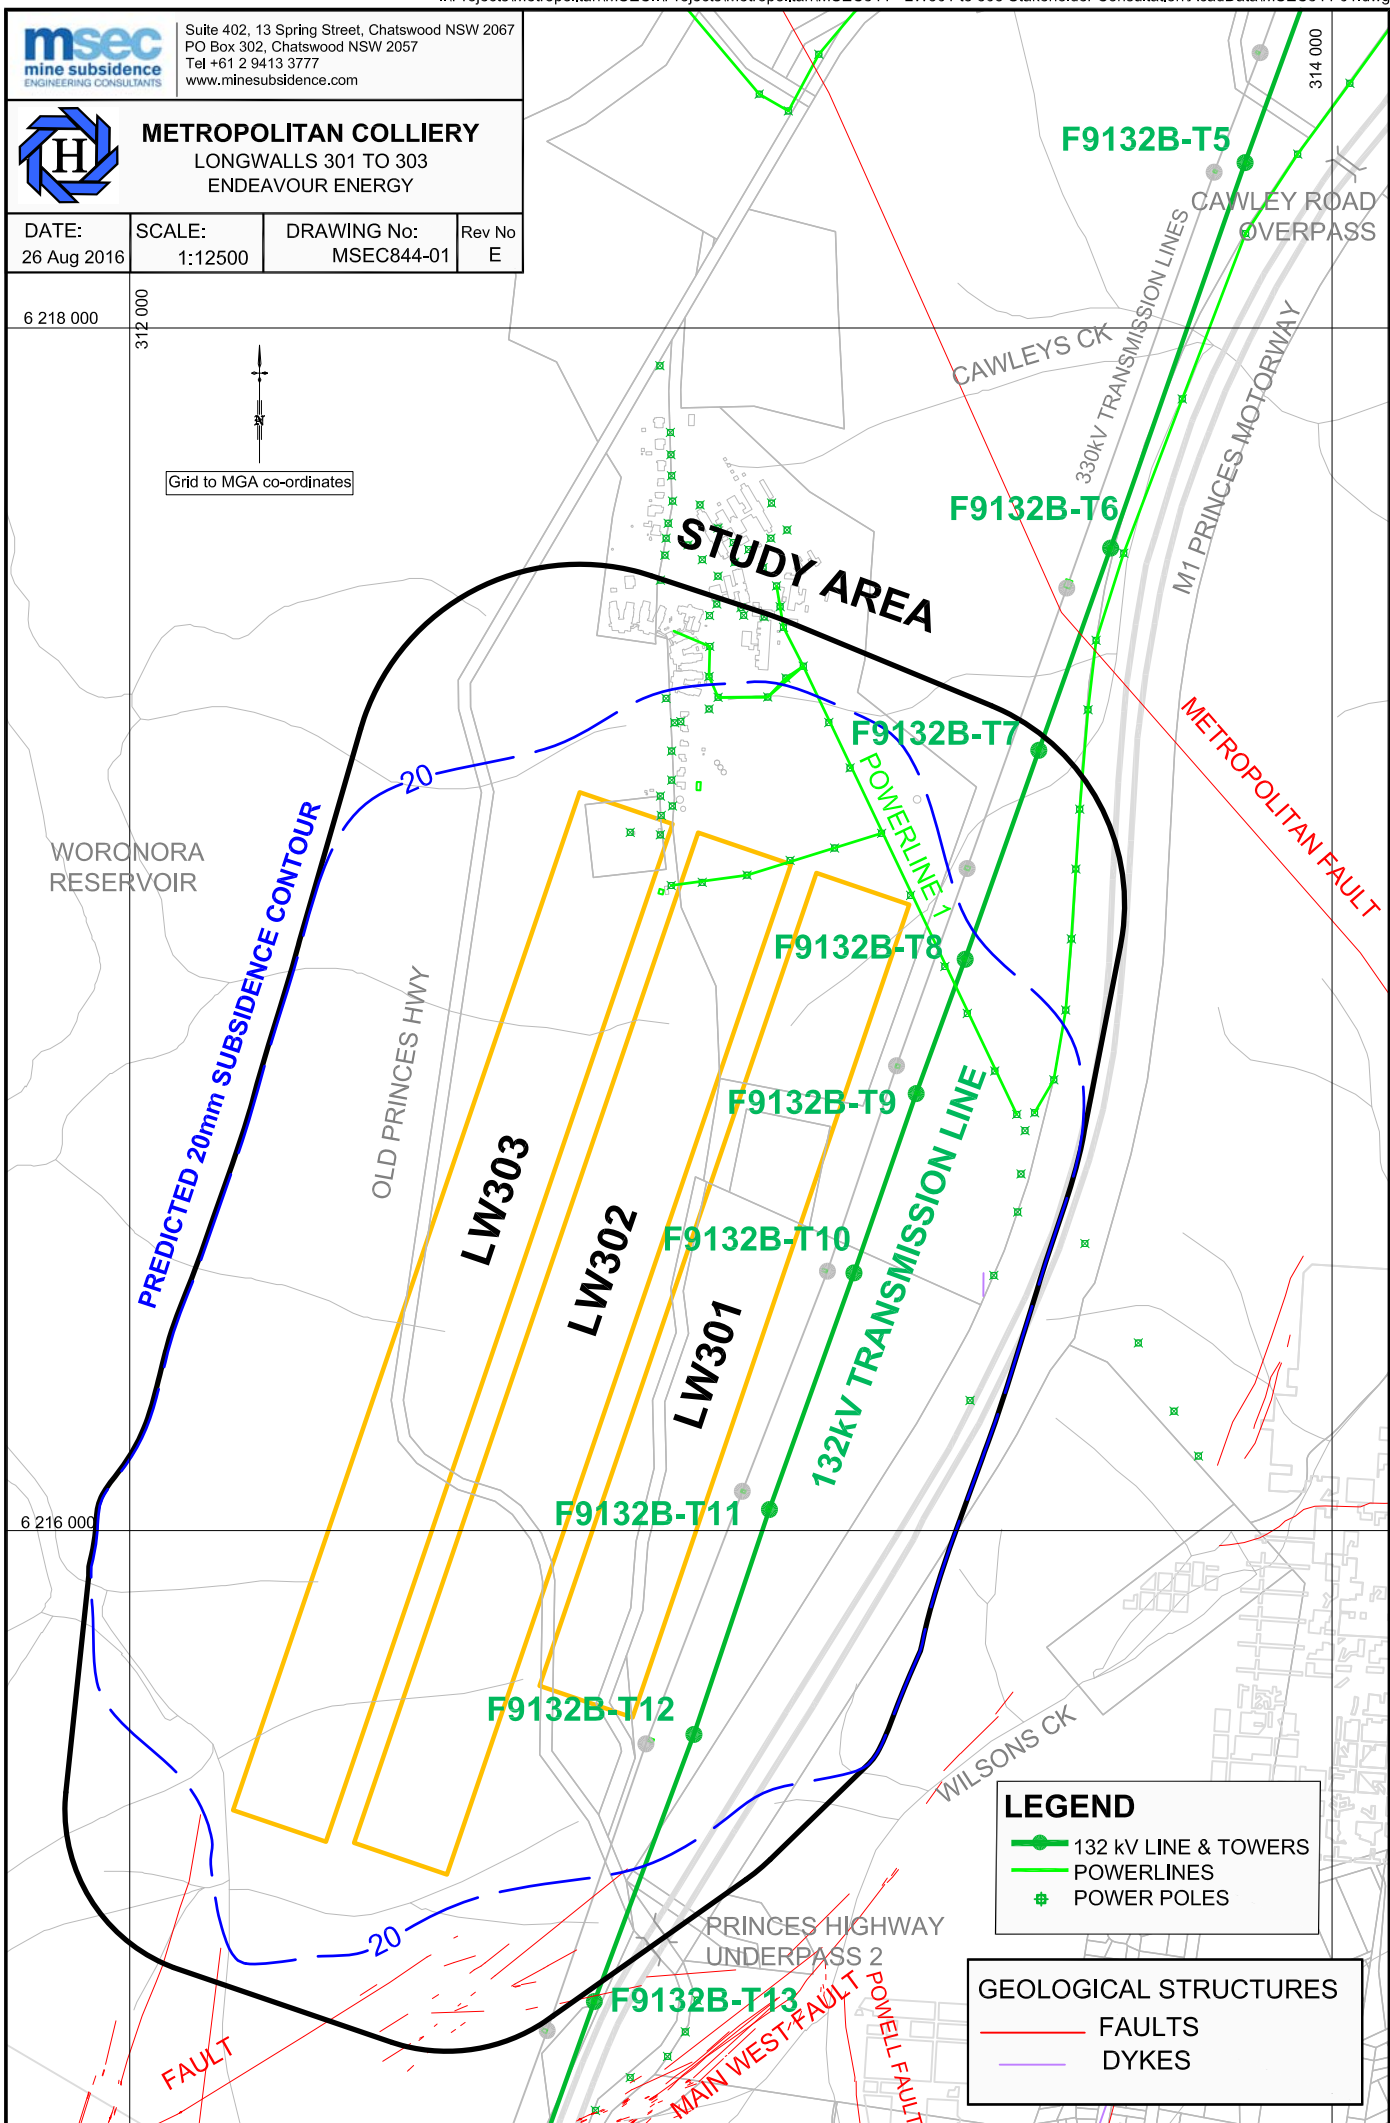 msec
mine subsidence
ENGINEERING CONSULTANTS
Suite 402, 13 Spring Street, Chatswood NSW 2067
PO Box 302, Chatswood NSW 2057
Tel +61 2 9413 3777
www.minesubsidence.com
H
METROPOLITAN COLLIERY
LONGWALLS 301 TO 303
ENDEAVOUR ENERGY
DATE:
26 Aug 2016
SCALE:
1:12500
DRAWING No:
MSEC844-01
Rev No
E
314 000
F9132B-T5
CAWLEY ROAD
OVERPASS
6 218 000
312 000
N
Grid to MGA co-ordinates
CAWLEYS CK
330kV TRANSMISSION LINES
M1 PRINCES MOTORWAY
F9132B-T6
STUDY AREA
METROPOLITAN FAULT
F9132B-T7
POWERLINE 1
20
WORONORA
RESERVOIR
PREDICTED 20mm SUBSIDENCE CONTOUR
OLD PRINCES HWY
F9132B-T8
F9132B-T9
132kV TRANSMISSION LINE
LW303
LW302
LW301
F9132B-T10
F9132B-T11
6 216 000
F9132B-T12
WILSONS CK
20
PRINCES HIGHWAY
UNDERPASS 2
F9132B-T13
FAULT
MAIN WEST FAULT
POWELL FAULT
LEGEND
132 kV LINE & TOWERS
POWERLINES
POWER POLES
GEOLOGICAL STRUCTURES
FAULTS
DYKES